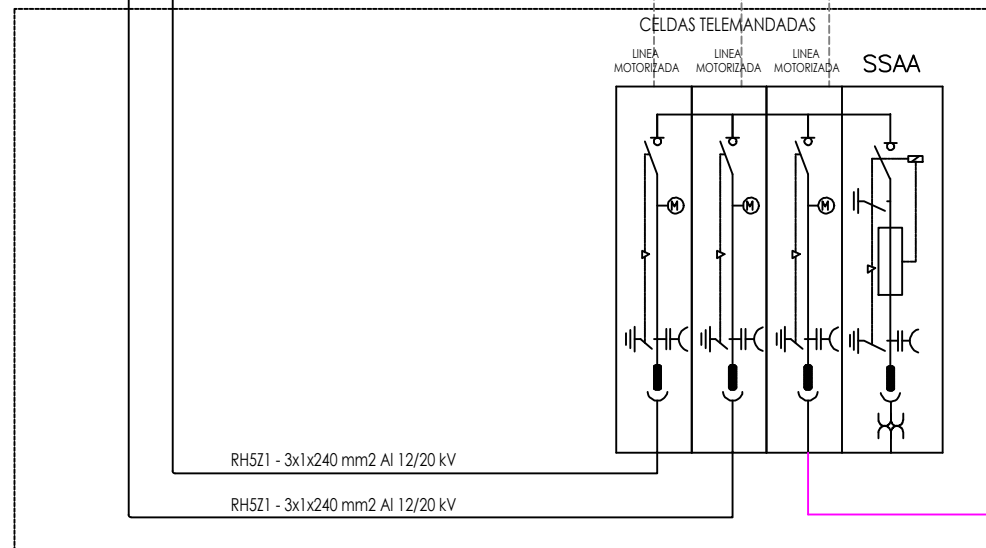 CELDAS TELEMANDADAS
LINEA
MOTORIZADA
LINEA
MOTORIZADA
LINEA
MOTORIZADA
SSAA
M
M
M
RH5Z1 - 3x1x240 mm2 Al 12/20 kV
RH5Z1 - 3x1x240 mm2 Al 12/20 kV